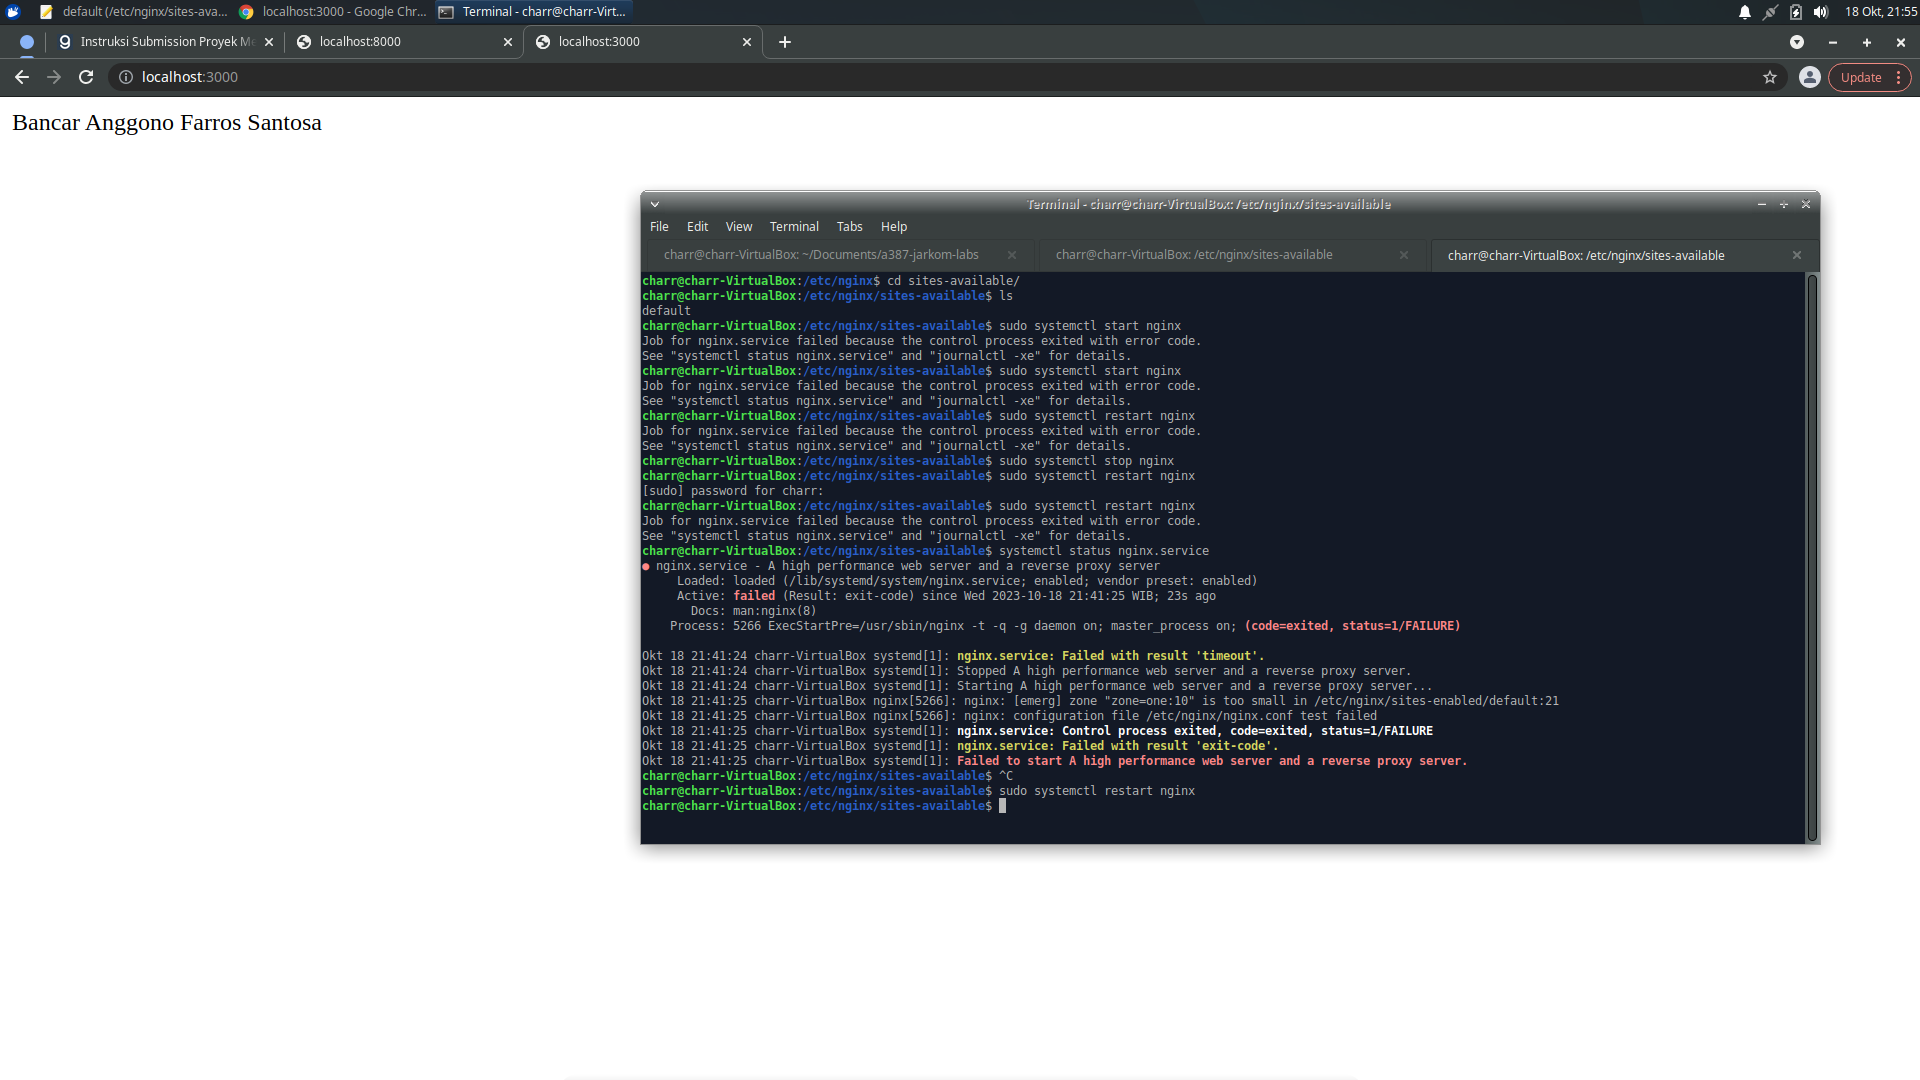 default (/etc/nginx/sites-ava...
localhost:3000 - Google Chr...
Terminal - charr@charr-Virt...
18 Okt, 21:55
Instruksi Submission Proyek Me
localhost:8000
localhost:3000
localhost:3000
Update
Bancar Anggono Farros Santosa
Terminal - charr@charr-VirtualBox: /etc/nginx/sites-available
File Edit View Terminal Tabs Help
charr@charr-VirtualBox: ~/Documents/a387-jarkom-labs
charr@charr-VirtualBox: /etc/nginx/sites-available
charr@charr-VirtualBox: /etc/nginx/sites-available
charr@charr-VirtualBox:/etc/nginx$ cd sites-available/
charr@charr-VirtualBox:/etc/nginx/sites-available$ ls
default
charr@charr-VirtualBox:/etc/nginx/sites-available$ sudo systemctl start nginx
Job for nginx.service failed because the control process exited with error code.
See "systemctl status nginx.service" and "journalctl -xe" for details.
charr@charr-VirtualBox:/etc/nginx/sites-available$ sudo systemctl start nginx
Job for nginx.service failed because the control process exited with error code.
See "systemctl status nginx.service" and "journalctl -xe" for details.
charr@charr-VirtualBox:/etc/nginx/sites-available$ sudo systemctl restart nginx
Job for nginx.service failed because the control process exited with error code.
See "systemctl status nginx.service" and "journalctl -xe" for details.
charr@charr-VirtualBox:/etc/nginx/sites-available$ sudo systemctl stop nginx
charr@charr-VirtualBox:/etc/nginx/sites-available$ sudo systemctl restart nginx
[sudo] password for charr:
charr@charr-VirtualBox:/etc/nginx/sites-available$ sudo systemctl restart nginx
Job for nginx.service failed because the control process exited with error code.
See "systemctl status nginx.service" and "journalctl -xe" for details.
charr@charr-VirtualBox:/etc/nginx/sites-available$ systemctl status nginx.service
● nginx.service - A high performance web server and a reverse proxy server
Loaded: loaded (/lib/systemd/system/nginx.service; enabled; vendor preset: enabled)
Active: failed (Result: exit-code) since Wed 2023-10-18 21:41:25 WIB; 23s ago
Docs: man:nginx(8)
Process: 5266 ExecStartPre=/usr/sbin/nginx -t -q -g daemon on; master_process on; (code=exited, status=1/FAILURE)
Okt 18 21:41:24 charr-VirtualBox systemd[1]: nginx.service: Failed with result 'timeout'.
Okt 18 21:41:24 charr-VirtualBox systemd[1]: Stopped A high performance web server and a reverse proxy server.
Okt 18 21:41:24 charr-VirtualBox systemd[1]: Starting A high performance web server and a reverse proxy server...
Okt 18 21:41:25 charr-VirtualBox nginx[5266]: nginx: [emerg] zone "zone=one:10" is too small in /etc/nginx/sites-enabled/default:21
Okt 18 21:41:25 charr-VirtualBox nginx[5266]: nginx: configuration file /etc/nginx/nginx.conf test failed
Okt 18 21:41:25 charr-VirtualBox systemd[1]: nginx.service: Control process exited, code=exited, status=1/FAILURE
Okt 18 21:41:25 charr-VirtualBox systemd[1]: nginx.service: Failed with result 'exit-code'.
Okt 18 21:41:25 charr-VirtualBox systemd[1]: Failed to start A high performance web server and a reverse proxy server.
charr@charr-VirtualBox:/etc/nginx/sites-available$ ^C
charr@charr-VirtualBox:/etc/nginx/sites-available$ sudo systemctl restart nginx
charr@charr-VirtualBox:/etc/nginx/sites-available$